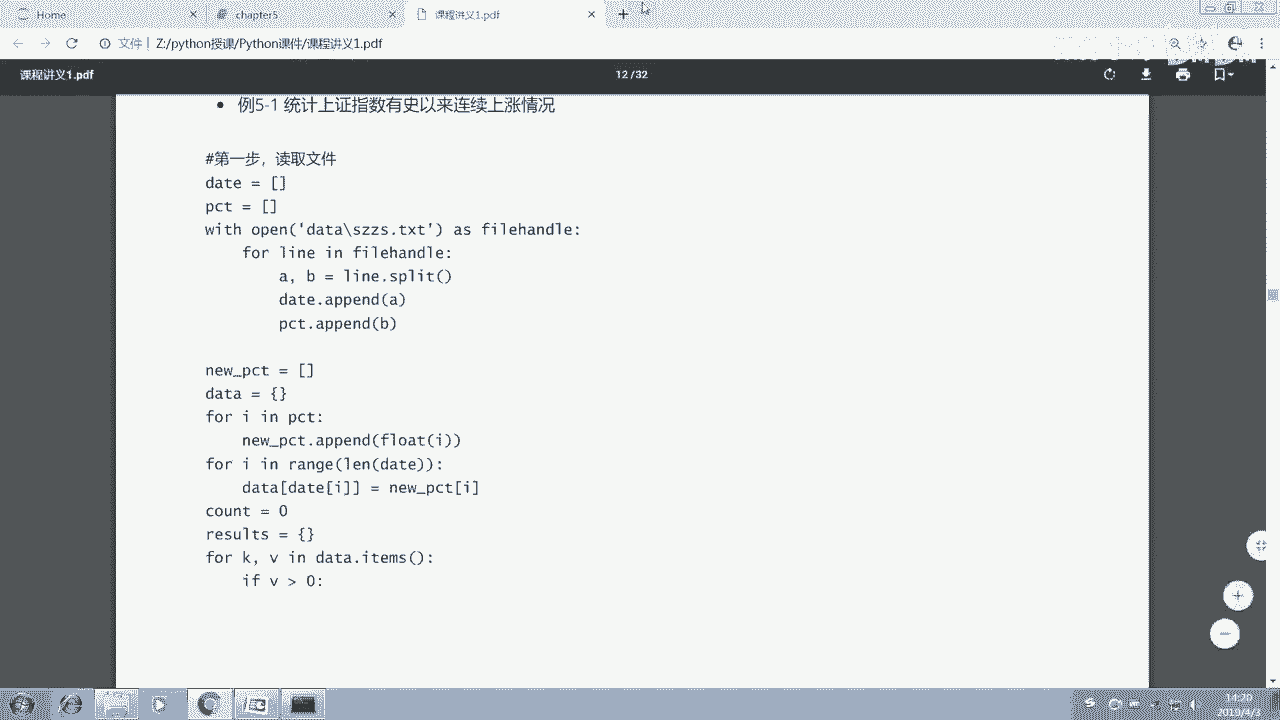 Home
chapter5
课程讲义1.pdf
文件 | Z:/python授课/Python课件/课程讲义1.pdf
课程讲义1.pdf
12 / 32
• 例5-1 统计上证指数有史以来连续上涨情况
#第一步，读取文件
date = []
pct = []
with open('data\szzs.txt') as filehandle:
for line in filehandle:
a, b = line.split()
date.append(a)
pct.append(b)
new_pct = []
data = {}
for i in pct:
new_pct.append(float(i))
for i in range(len(date)):
data[date[i]] = new_pct[i]
count = 0
results = {}
for k, v in data.items():
if v > 0:
14:20